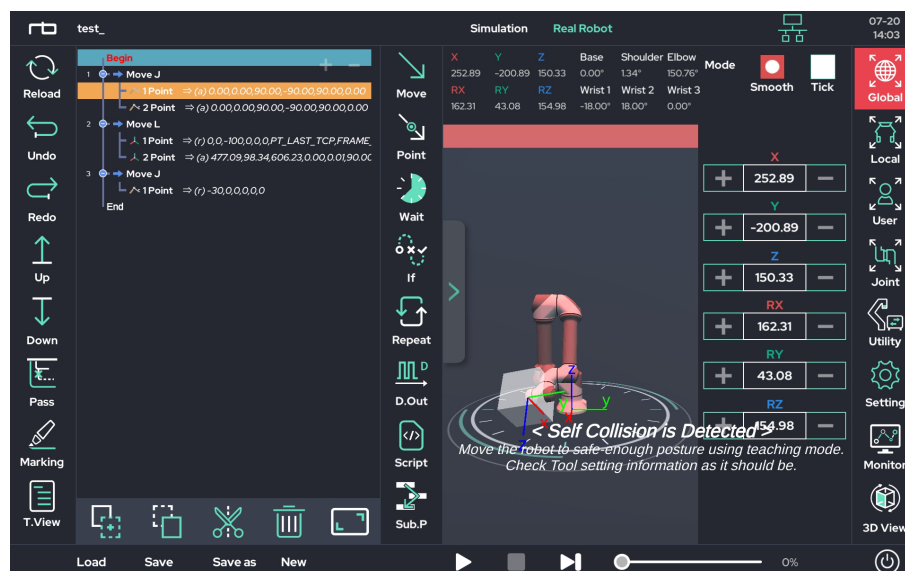 test_
Simulation Real Robot
07-20
14:03
Reload
Undo
Redo
Up
Down
Pass
Marking
T.View
Begin
1 Move J
1 Point ⇒ (a) 0.00,0.00,90.00,-90.00,90.00,0.00
2 Point ⇒ (a) 0.00,0.00,90.00,-90.00,90.00,0.00
2 Move L
1 Point ⇒ (r) 0,0,-100,0,0,0,PT_LAST_TCP,FRAME_
2 Point ⇒ (a) 477.09,98.34,606.23,0.00,0.01,90.00
3 Move J
1 Point ⇒ (r) -30,0,0,0,0,0
End
Move
Point
Wait
If
Repeat
D
D.Out
Script
Sub.P
X Y Z Base Shoulder Elbow
252.89 -200.89 150.33 0.00° 1.34° 150.76°
RX RY RZ Wrist 1 Wrist 2 Wrist 3
162.31 43.08 154.98 -18.00° 18.00° 0.00°
Mode
Smooth Tick
X
252.89
Y
-200.89
Z
150.33
RX
162.31
RY
43.08
RZ
154.98
Z
y
< Self Collision is Detected >
Move the robot to safe-enough posture using teaching mode.
Check Tool setting information as it should be.
Global
Local
User
Joint
Utility
Setting
Monitor
3D View
Load Save Save as New
0%